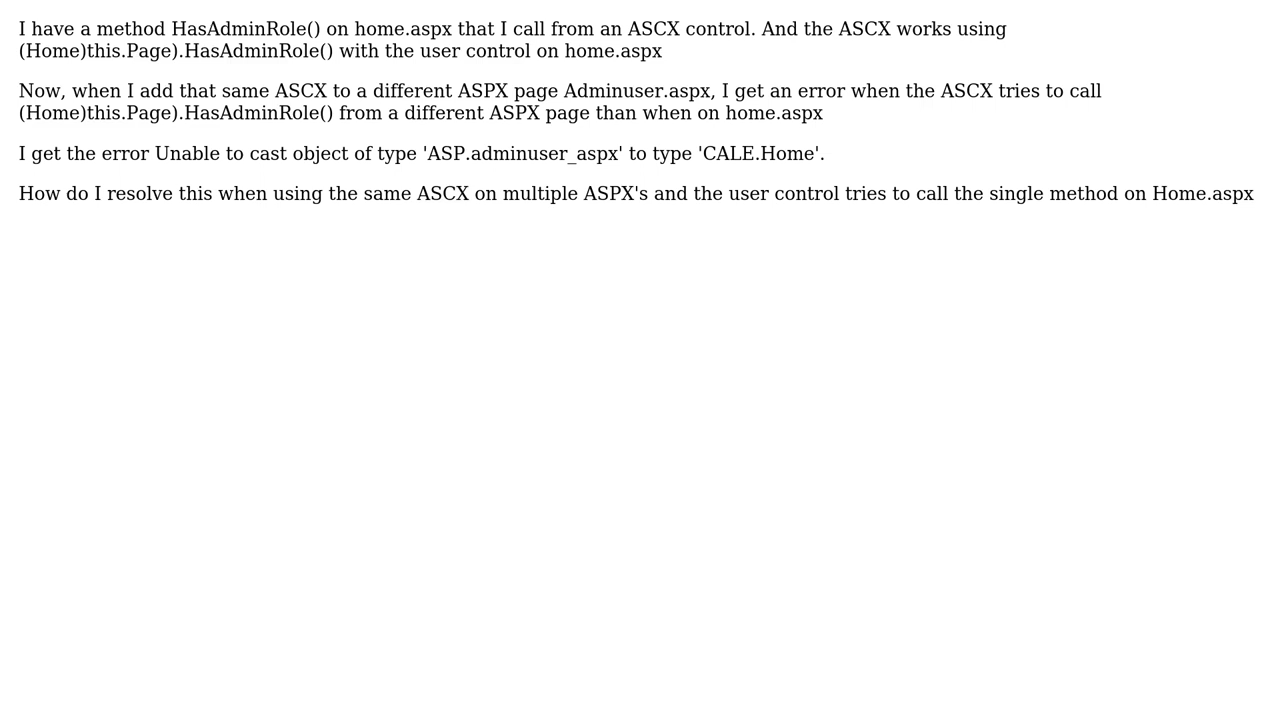 I have a method HasAdminRole() on home.aspx that I call from an ASCX control. And the ASCX works using
(Home)this.Page).HasAdminRole() with the user control on home.aspx
Now, when I add that same ASCX to a different ASPX page Adminuser.aspx, I get an error when the ASCX tries to call
(Home)this.Page).HasAdminRole() from a different ASPX page than when on home.aspx
I get the error Unable to cast object of type 'ASP.adminuser_aspx' to type 'CALE.Home'.
How do I resolve this when using the same ASCX on multiple ASPX's and the user control tries to call the single method on Home.aspx